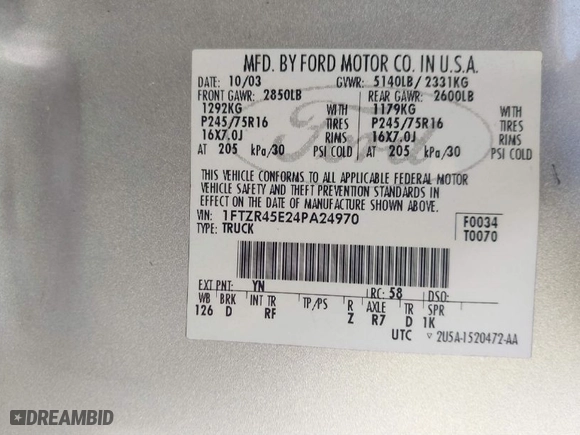 MFD. BY FORD MOTOR CO. IN U.S.A.
DATE: 10/03 GVWR: 5140LB/ 2331KG
FRONT GAWR: 2850LB REAR GAWR: 2600LB
1292KG WITH 1179KG WITH
P245/75R16 TIRES P245/75R16 TIRES
16X7.0J RIMS 16X7.0J RIMS
AT 205 kPa/30 PSI COLD AT 205 kPa/30 PSI COLD
Ford
THIS VEHICLE CONFORMS TO ALL APPLICABLE FEDERAL MOTOR
VEHICLE SAFETY AND THEFT PREVENTION STANDARDS IN
EFFECT ON THE DATE OF MANUFACTURE SHOWN ABOVE.
VIN: 1FTZR45E24PA24970 F0034
TYPE: TRUCK T0070
EXT PNT: YN RC: 58 DSO:
WB BRK INT TR TP/PS R AXLE TR SPR
126 D RF Z R7 D 1K
UTC 2U5A-1520472-AA
DREAMBID